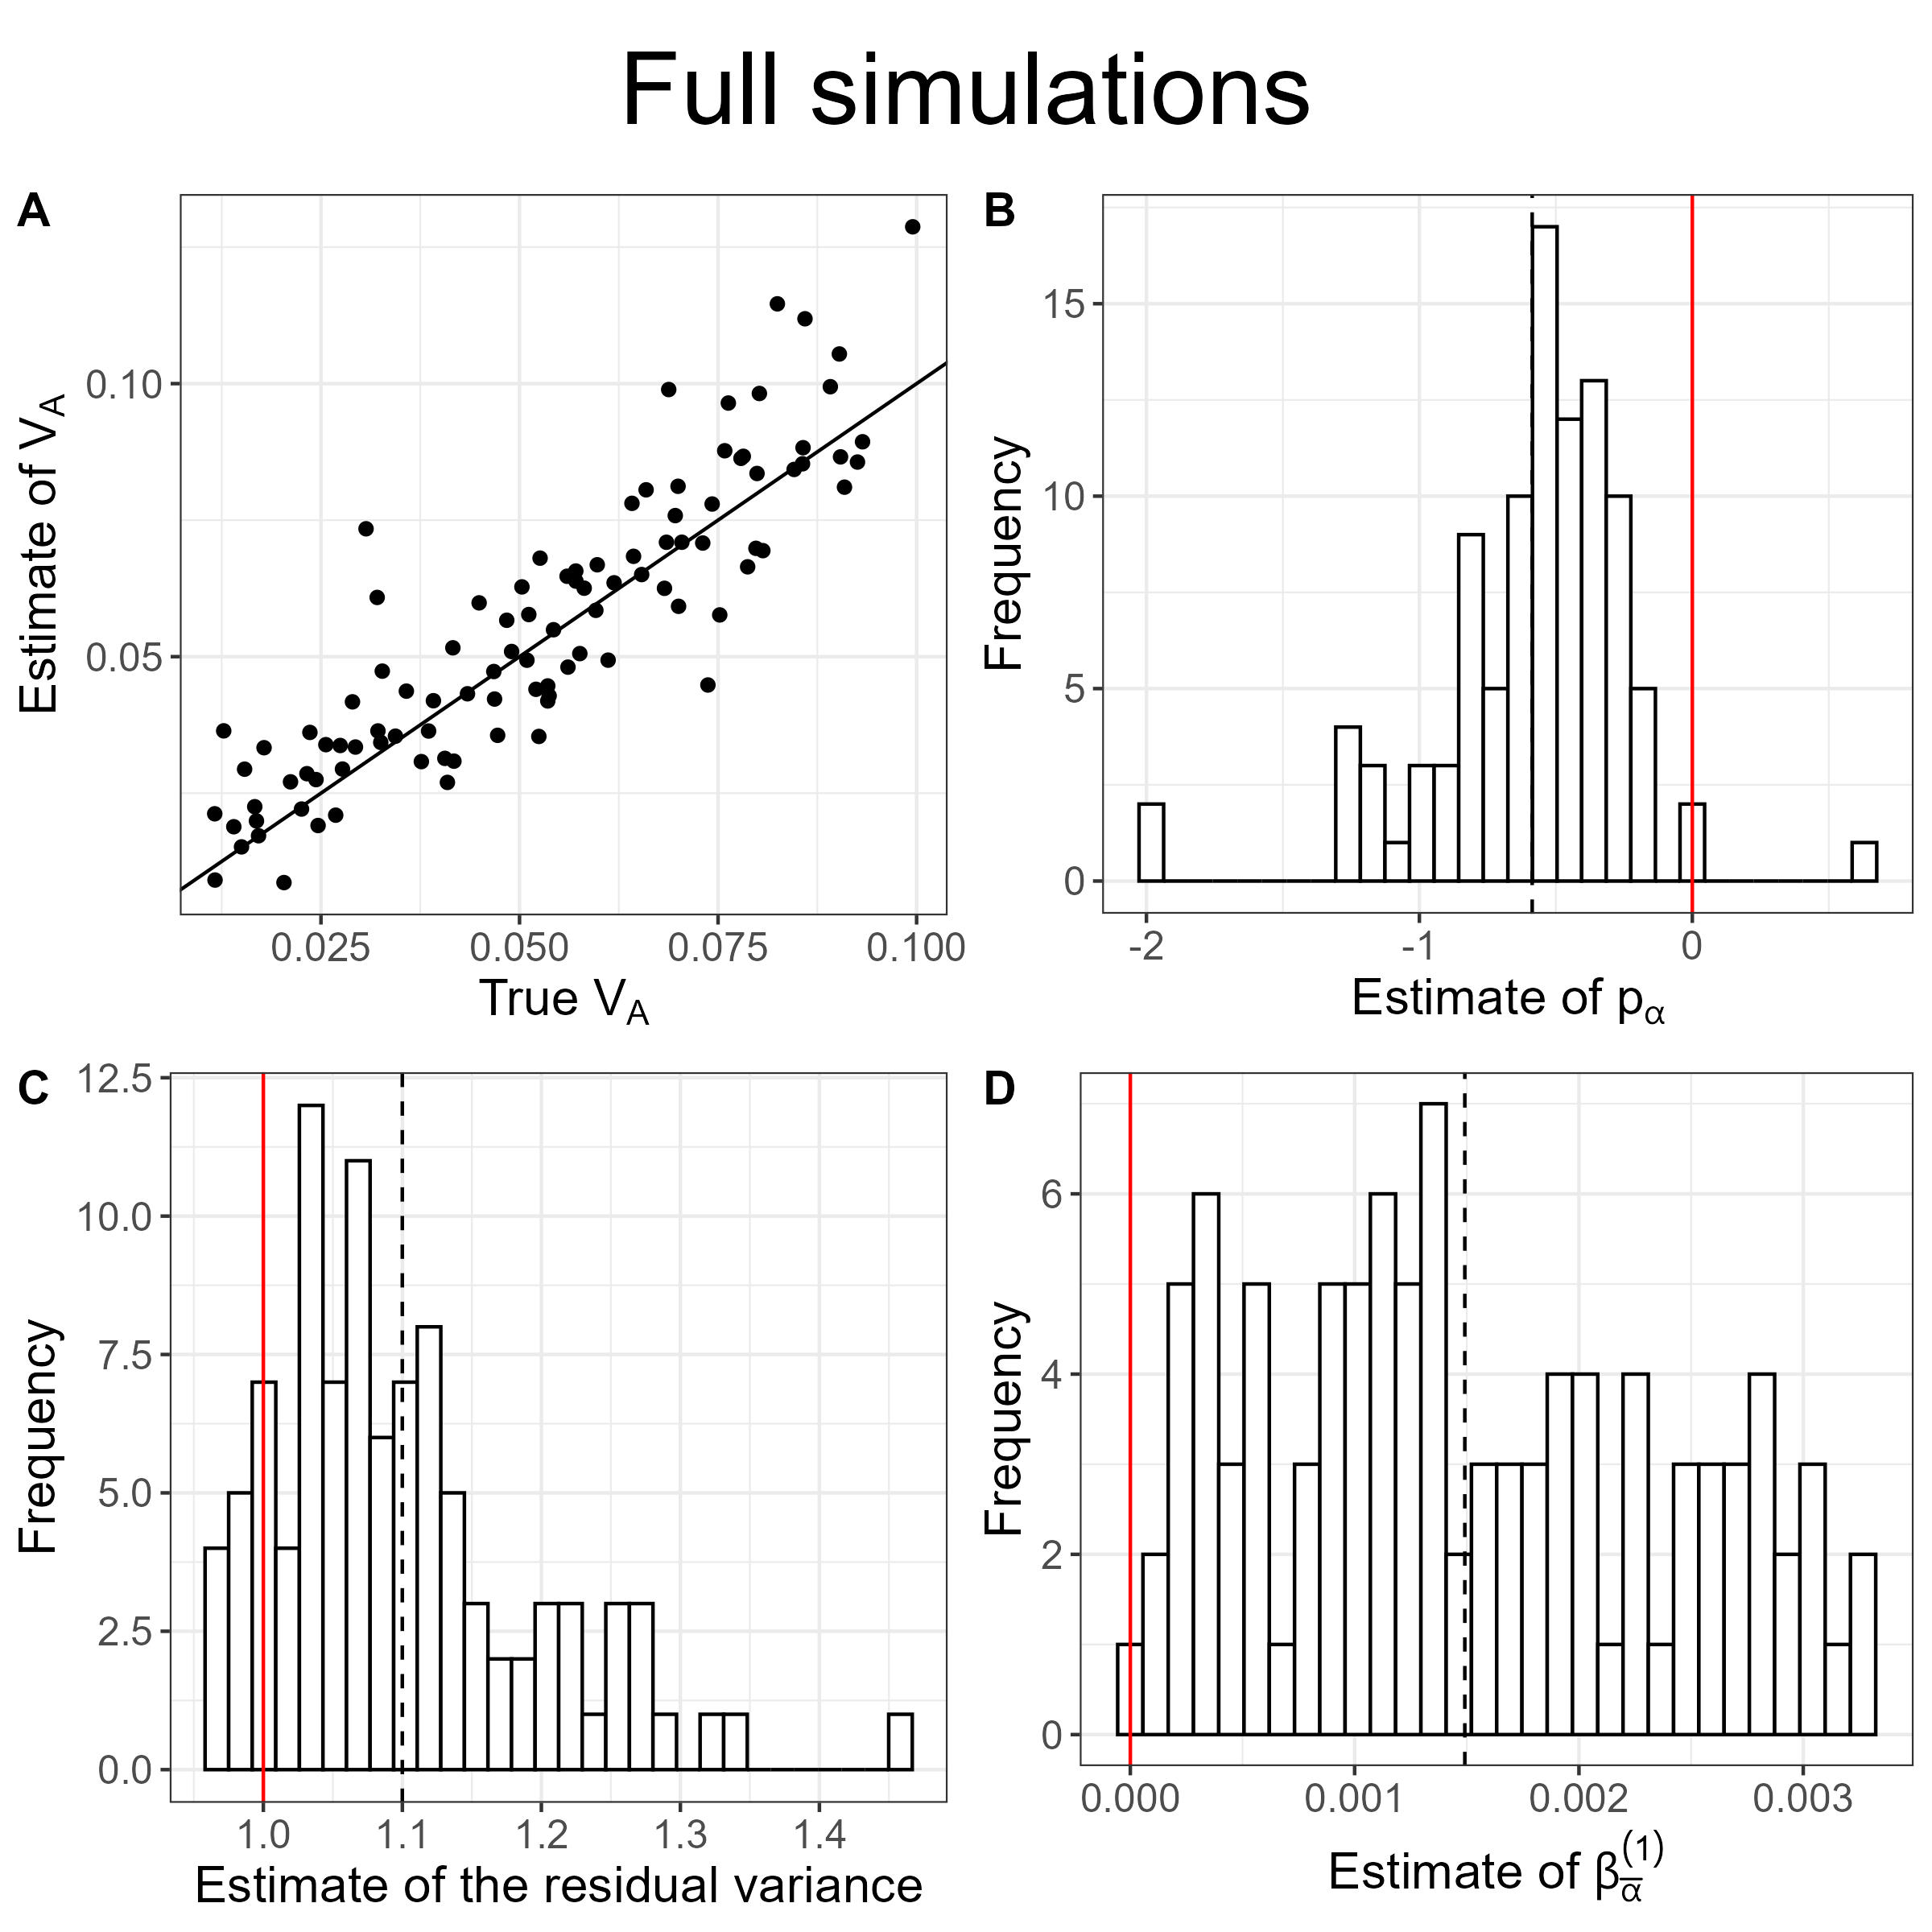 Full simulations
A
Estimate of V_A
0.10
0.05
0.025 0.050 0.075 0.100
True V_A
B
Frequency
15
10
5
0
-2 -1 0
Estimate of p_α
C
Frequency
12.5
10.0
7.5
5.0
2.5
0.0
1.0 1.1 1.2 1.3 1.4
Estimate of the residual variance
D
Frequency
6
4
2
0
0.000 0.001 0.002 0.003
Estimate of β_α̅^(1)